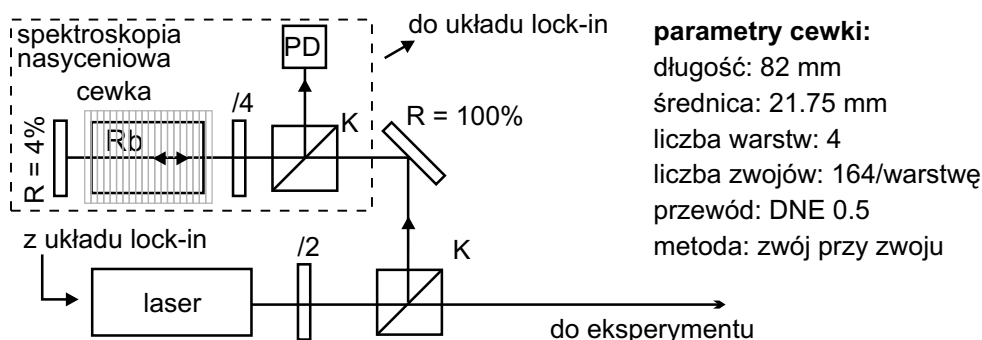 spektroskopia
nasyceniowa
cewka
PD
do układu lock-in
/4
K
R = 100%
R = 4%
Rb
z układu lock-in
/2
K
laser
do eksperymentu
parametry cewki:
długość: 82 mm
średnica: 21.75 mm
liczba warstw: 4
liczba zwojów: 164/warstwę
przewód: DNE 0.5
metoda: zwój przy zwoju